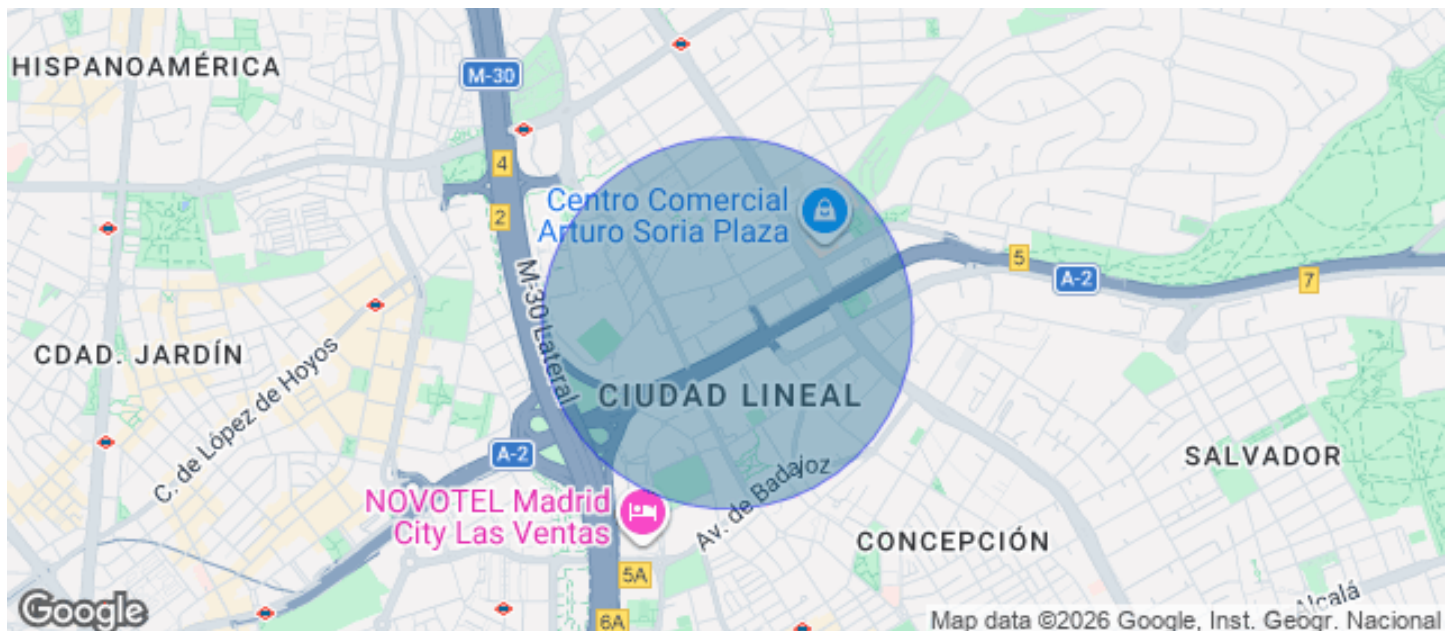 HISPANOAMÉRICA
M-30
4
2
Centro Comercial
Arturo Soria Plaza
M-30 Lateral
5
A-2
7
CDAD. JARDÍN
C. de López de Hoyos
CIUDAD LINEAL
A-2
SALVADOR
Av. de Badajoz
NOVOTEL Madrid
City Las Ventas
CONCEPCIÓN
5A
6A
Alcalá
Google
Map data ©2026 Google, Inst. Geogr. Nacional